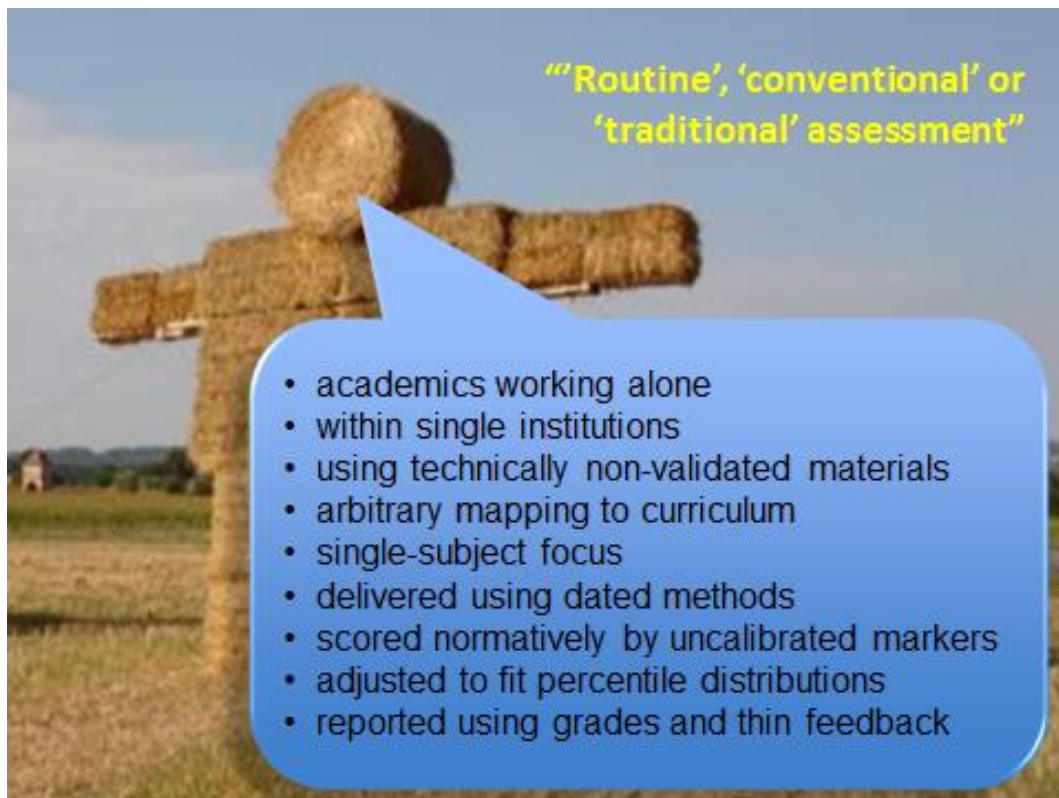 “’Routine’, ‘conventional’ or
‘traditional’ assessment”
• academics working alone
• within single institutions
• using technically non-validated materials
• arbitrary mapping to curriculum
• single-subject focus
• delivered using dated methods
• scored normatively by uncalibrated markers
• adjusted to fit percentile distributions
• reported using grades and thin feedback